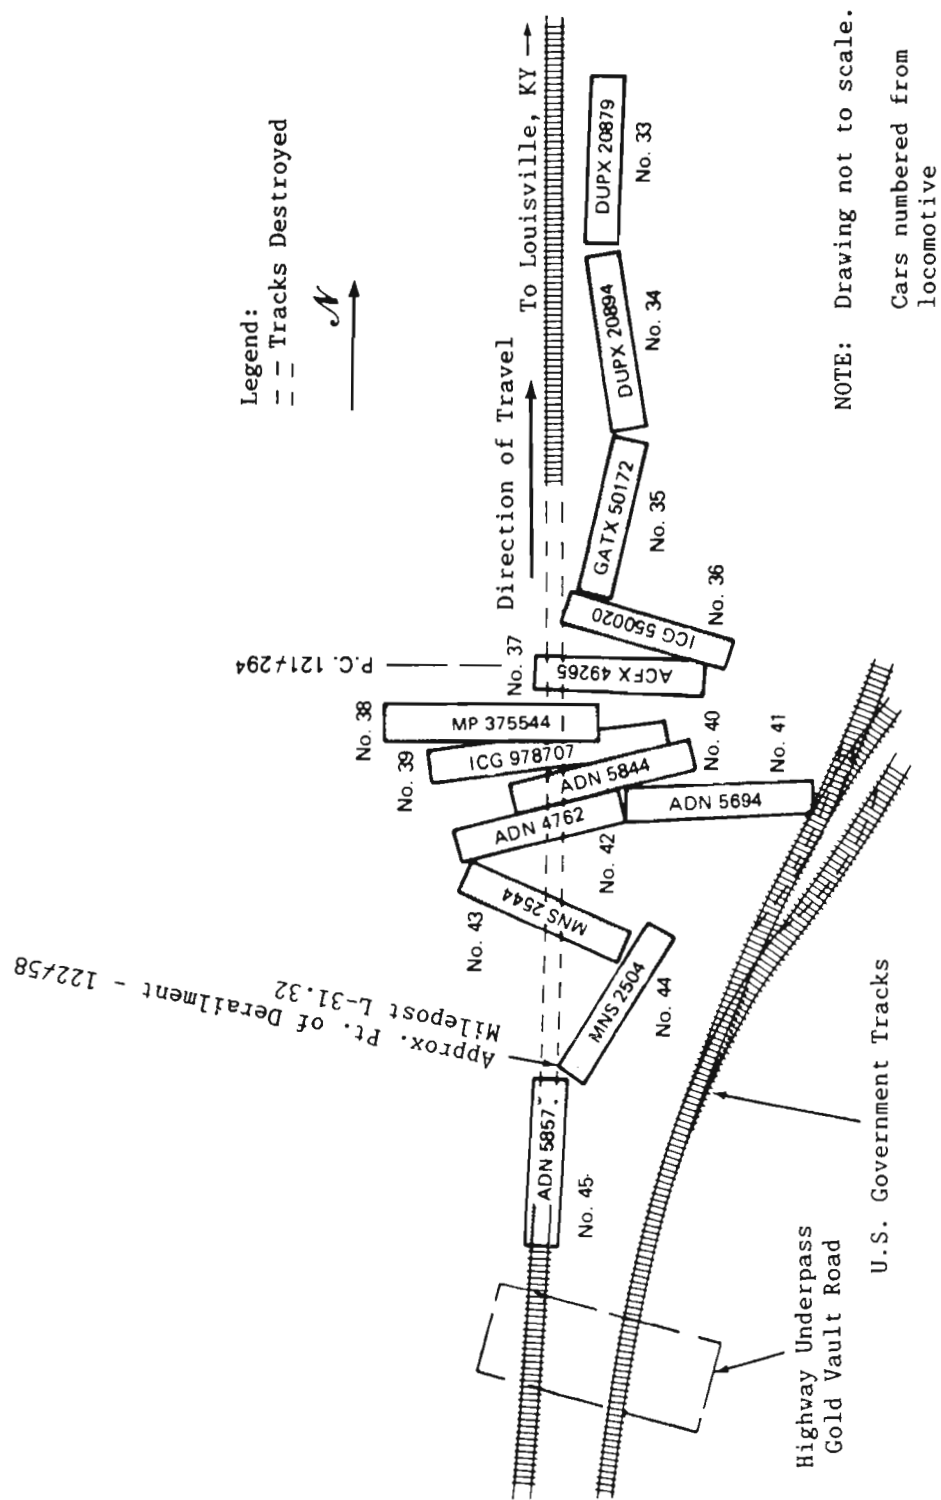 Legend:
Tracks Destroyed
N
To Louisville, KY
Direction of Travel
P.C. 121+294
Approx. Pt. of Derailment - 122+58
Milepost L-31.32
DUPX 20879
No. 33
DUPX 20894
No. 34
GATX 50172
No. 35
ICG 550020
No. 36
ACFX 49265
No. 37
MP 375544
No. 38
ICG 978707
No. 39
ADN 5844
No. 40
ADN 5694
No. 41
ADN 4762
No. 42
MNS 2544
No. 43
MNS 2504
No. 44
ADN 5857
No. 45
Highway Underpass
Gold Vault Road
U.S. Government Tracks
NOTE: Drawing not to scale.
Cars numbered from
locomotive